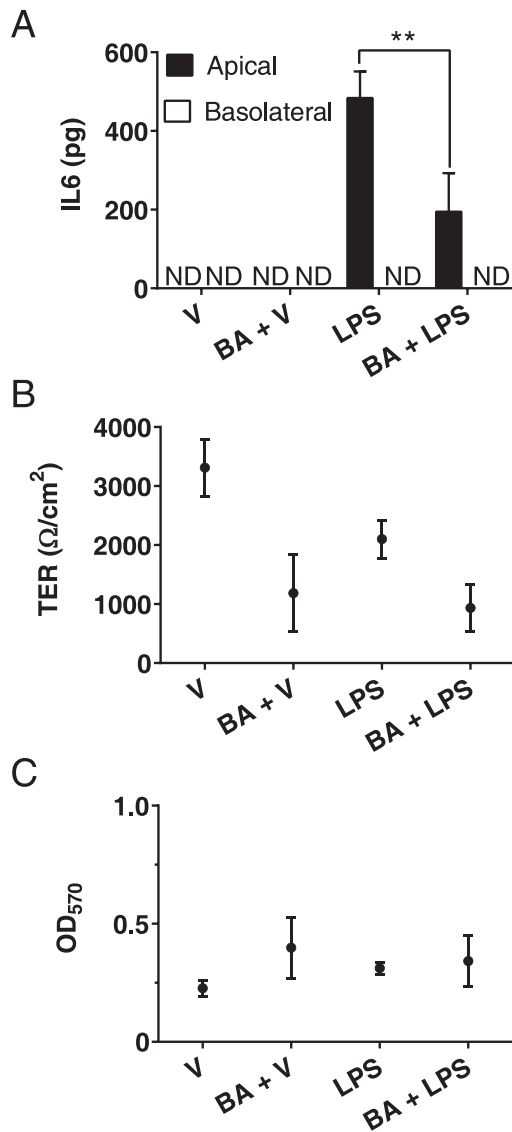 A
600
400
200
0
IL6 (pg)
Apical
Basolateral
**
ND ND ND ND ND ND
V
BA + V
LPS
BA + LPS
B
4000
3000
2000
1000
0
TER (Ω/cm²)
V
BA + V
LPS
BA + LPS
C
1.0
0.5
0
OD₅₇₀
V
BA + V
LPS
BA + LPS